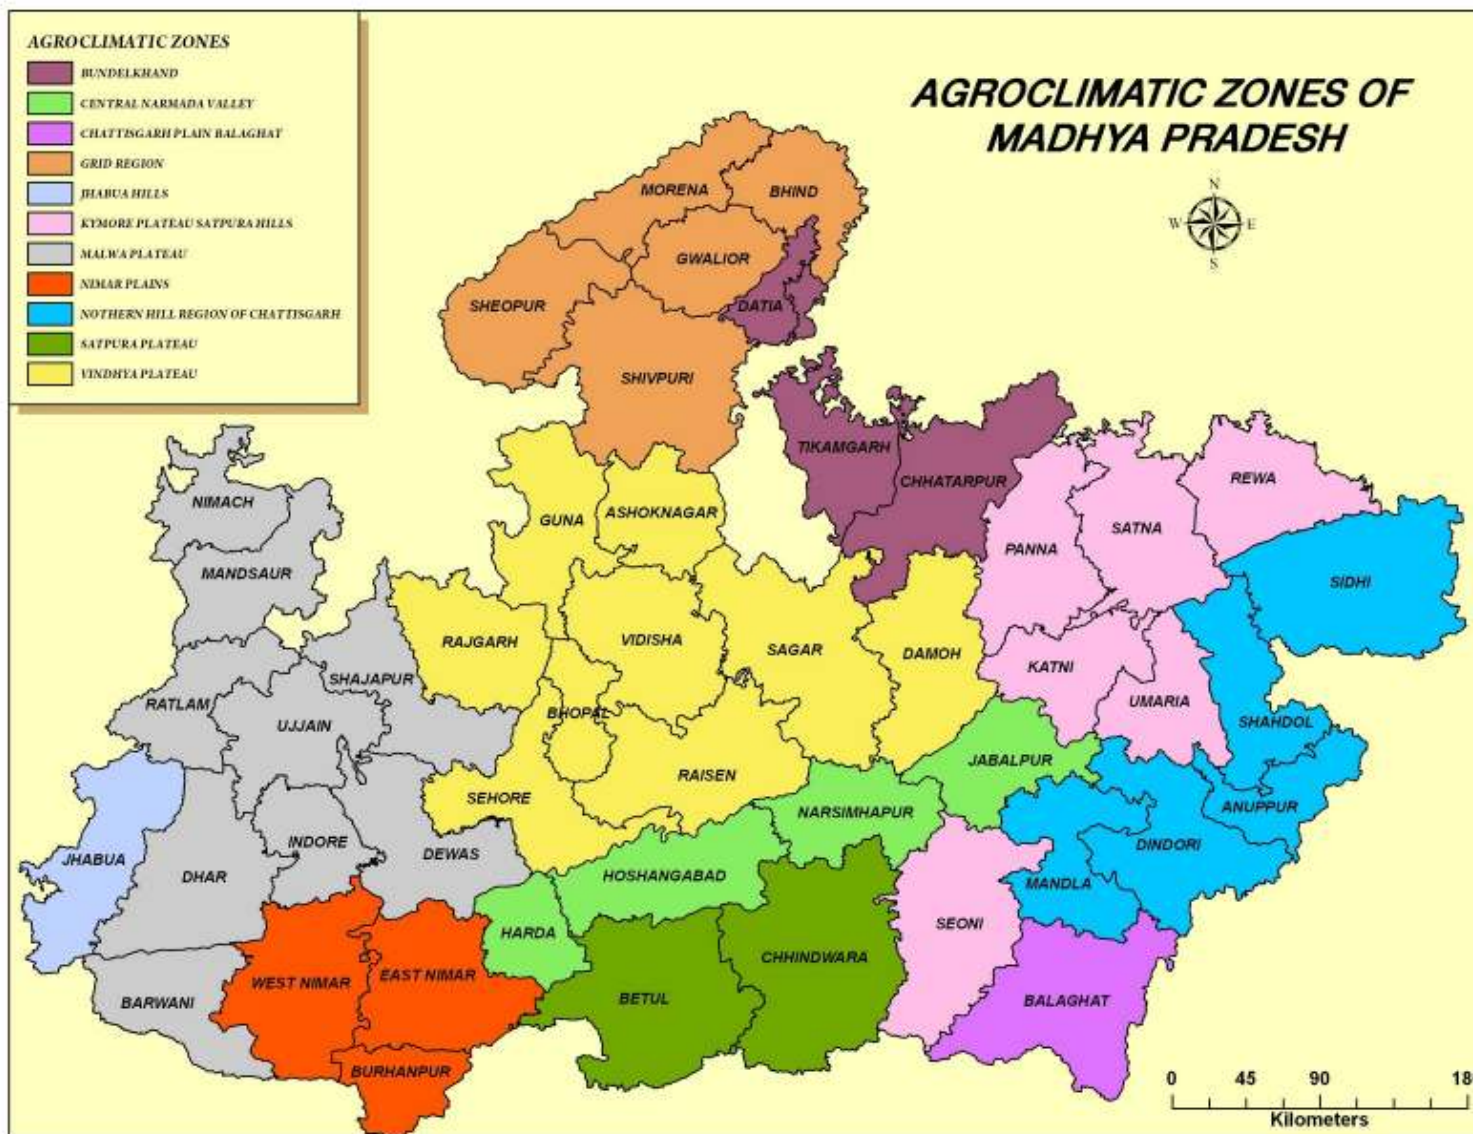 AGROCLIMATIC ZONES
BUNDELKHAND
CENTRAL NARMADA VALLEY
CHATTISGARH PLAIN BALAGHAT
GRID REGION
JHABUA HILLS
KYMORE PLATEAU SATPURA HILLS
MALWA PLATEAU
NIMAR PLAINS
NOTHERN HILL REGION OF CHATTISGARH
SATPURA PLATEAU
VINDHYA PLATEAU
AGROCLIMATIC ZONES OF
MADHYA PRADESH
N
W E
S
MORENA
BHIND
GWALIOR
SHEOPUR
DATIA
SHIVPURI
TIKAMGARH
CHHATARPUR
REWA
NIMACH
GUNA
ASHOKNAGAR
SATNA
PANNA
MANDSAUR
SIDHI
RAJGARH
VIDISHA
SAGAR
DAMOH
KATNI
SHAJAPUR
RATLAM
UJJAIN
BHOPAL
UMARIA
SHAHDOL
JABALPUR
RAISEN
SEHORE
NARSIMHAPUR
ANUPPUR
INDORE
DEWAS
DINDORI
JHABUA
DHAR
HOSHANGABAD
MANDLA
HARDA
SEONI
CHHINDWARA
WEST NIMAR
EAST NIMAR
BETUL
BARWANI
BALAGHAT
BURHANPUR
0 45 90 18
Kilometers